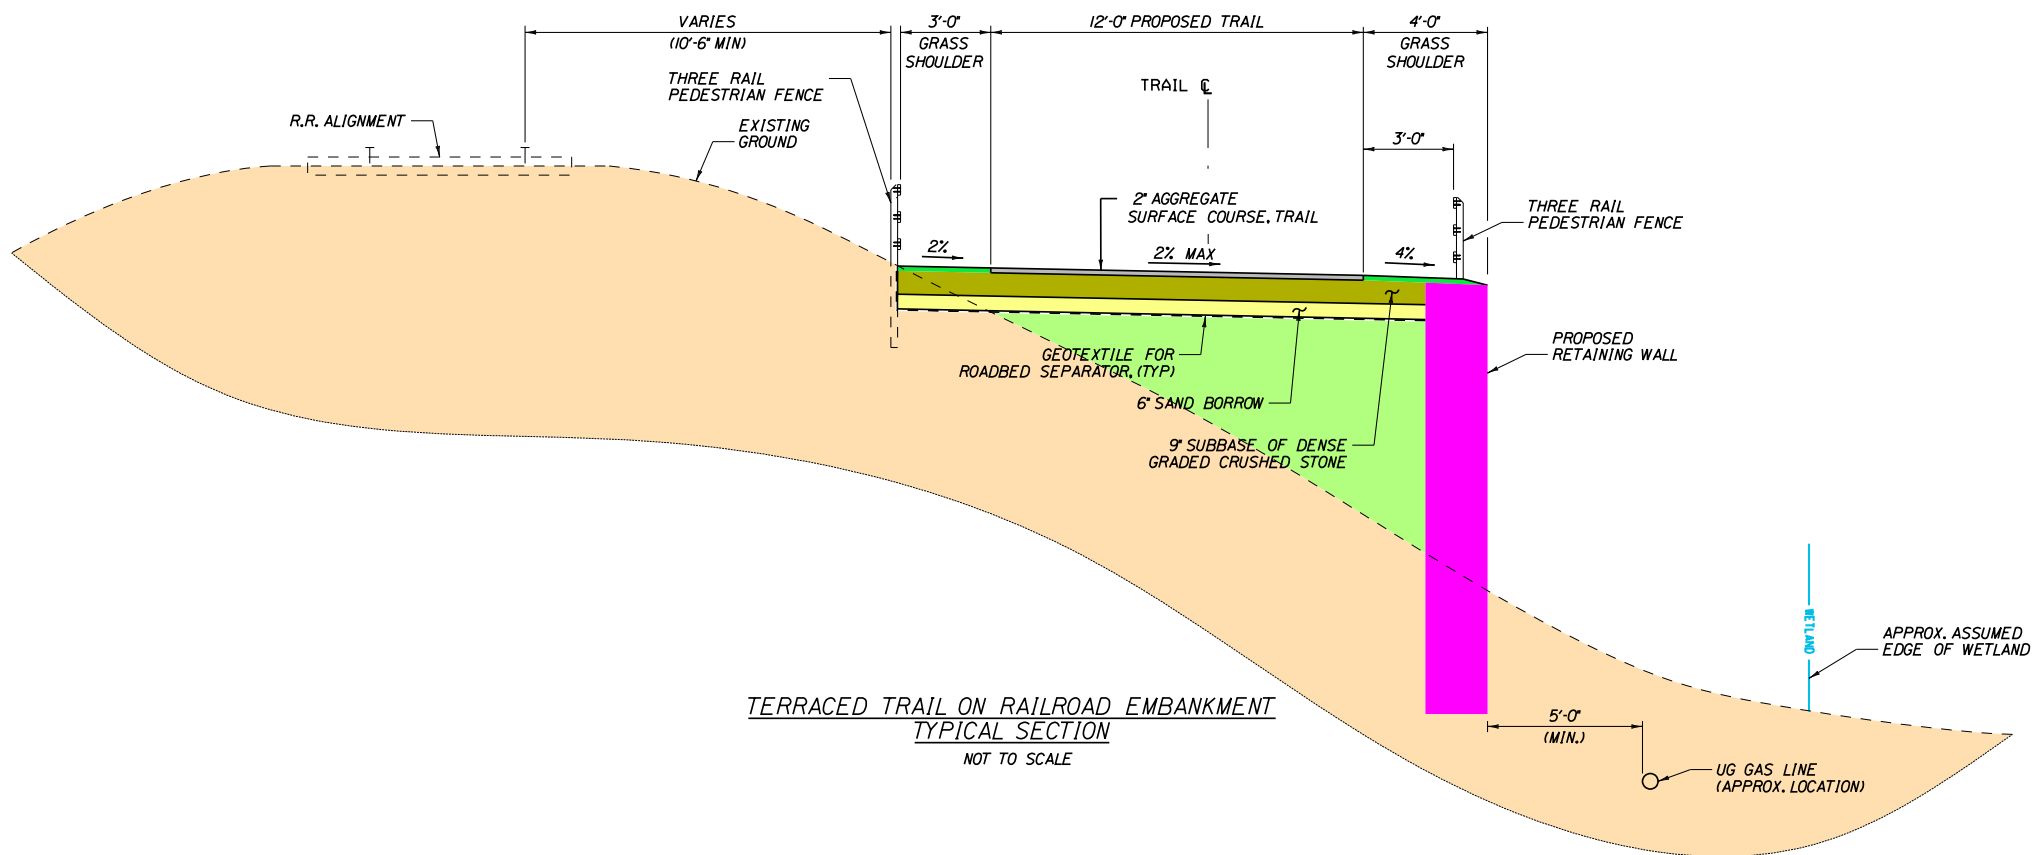 VARIES
(10'-6" MIN)
3'-0"
GRASS
SHOULDER
12'-0" PROPOSED TRAIL
4'-0"
GRASS
SHOULDER
THREE RAIL
PEDESTRIAN FENCE
TRAIL ℄
R.R. ALIGNMENT
EXISTING
GROUND
3'-0"
2" AGGREGATE
SURFACE COURSE, TRAIL
THREE RAIL
PEDESTRIAN FENCE
2%
2% MAX
4%
PROPOSED
RETAINING WALL
GEOTEXTILE FOR
ROADBED SEPARATOR, (TYP)
6" SAND BORROW
9" SUBBASE OF DENSE
GRADED CRUSHED STONE
WETLAND
APPROX. ASSUMED
EDGE OF WETLAND
TERRACED TRAIL ON RAILROAD EMBANKMENT
TYPICAL SECTION
NOT TO SCALE
5'-0"
(MIN.)
UG GAS LINE
(APPROX. LOCATION)